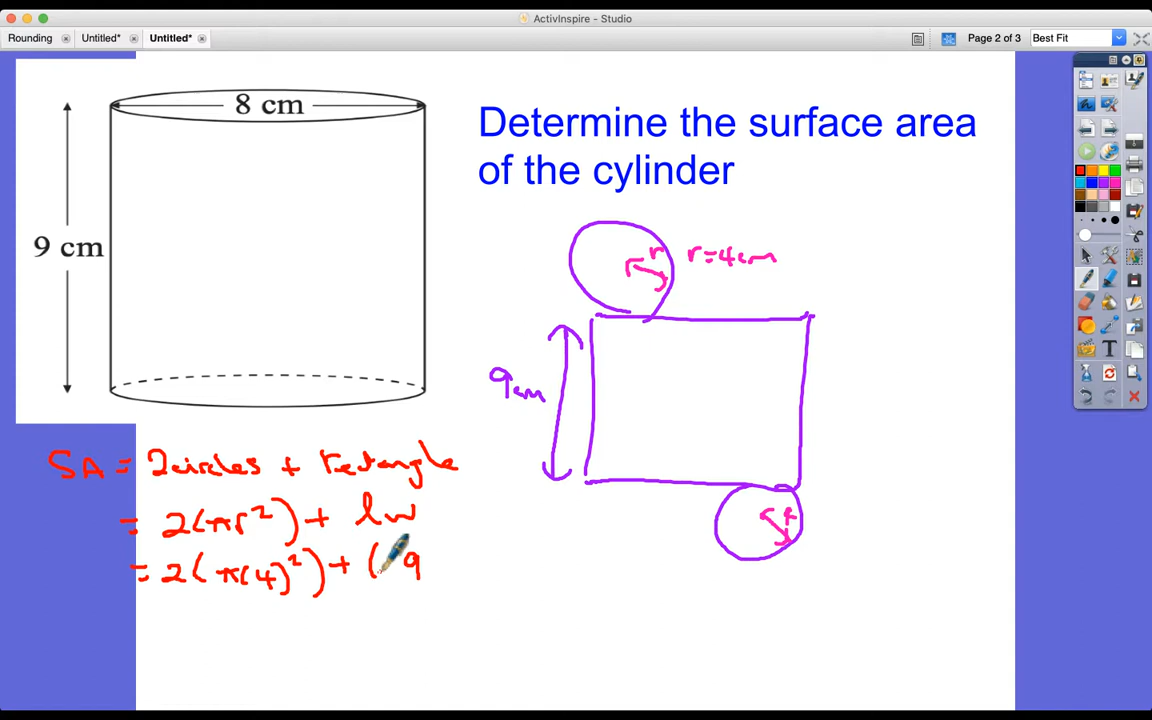 ActivInspire - Studio
Rounding
Untitled*
Untitled*
Page 2 of 3
Best Fit
8 cm
9 cm
Determine the surface area
of the cylinder
r
r=4cm
9cm
r
SA = 2circles + rectangle
= 2(πr²) + lw
= 2(π(4)²) + ( 9